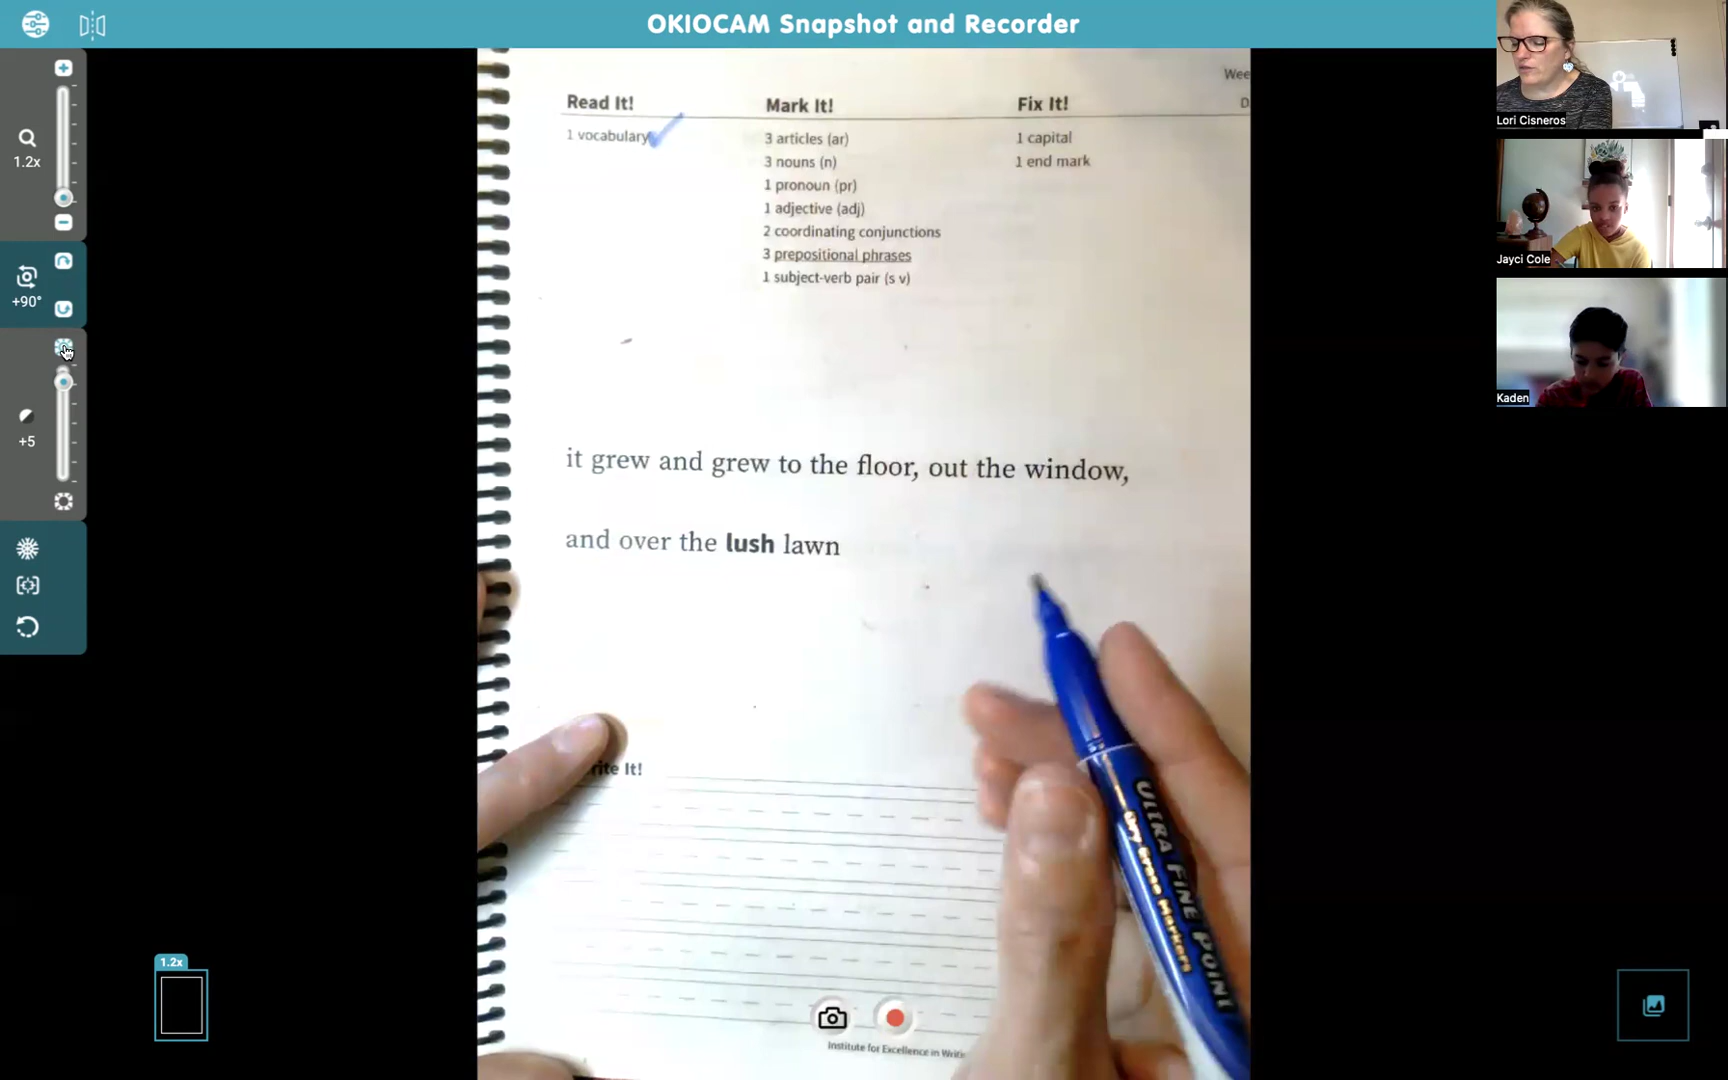 OKIOCAM Snapshot and Recorder
1.2x
+90°
+5
1.2x
Read It!
1 vocabulary
Mark It!
3 articles (ar)
3 nouns (n)
1 pronoun (pr)
1 adjective (adj)
2 coordinating conjunctions
3 prepositional phrases
1 subject-verb pair (s v)
Fix It!
1 capital
1 end mark
it grew and grew to the floor, out the window,
and over the lush lawn
rite It!
ULTRA FINE POINT
Dry Erase Markers
Institute for Excellence in
Lori Cisneros
Jayci Cole
Kaden